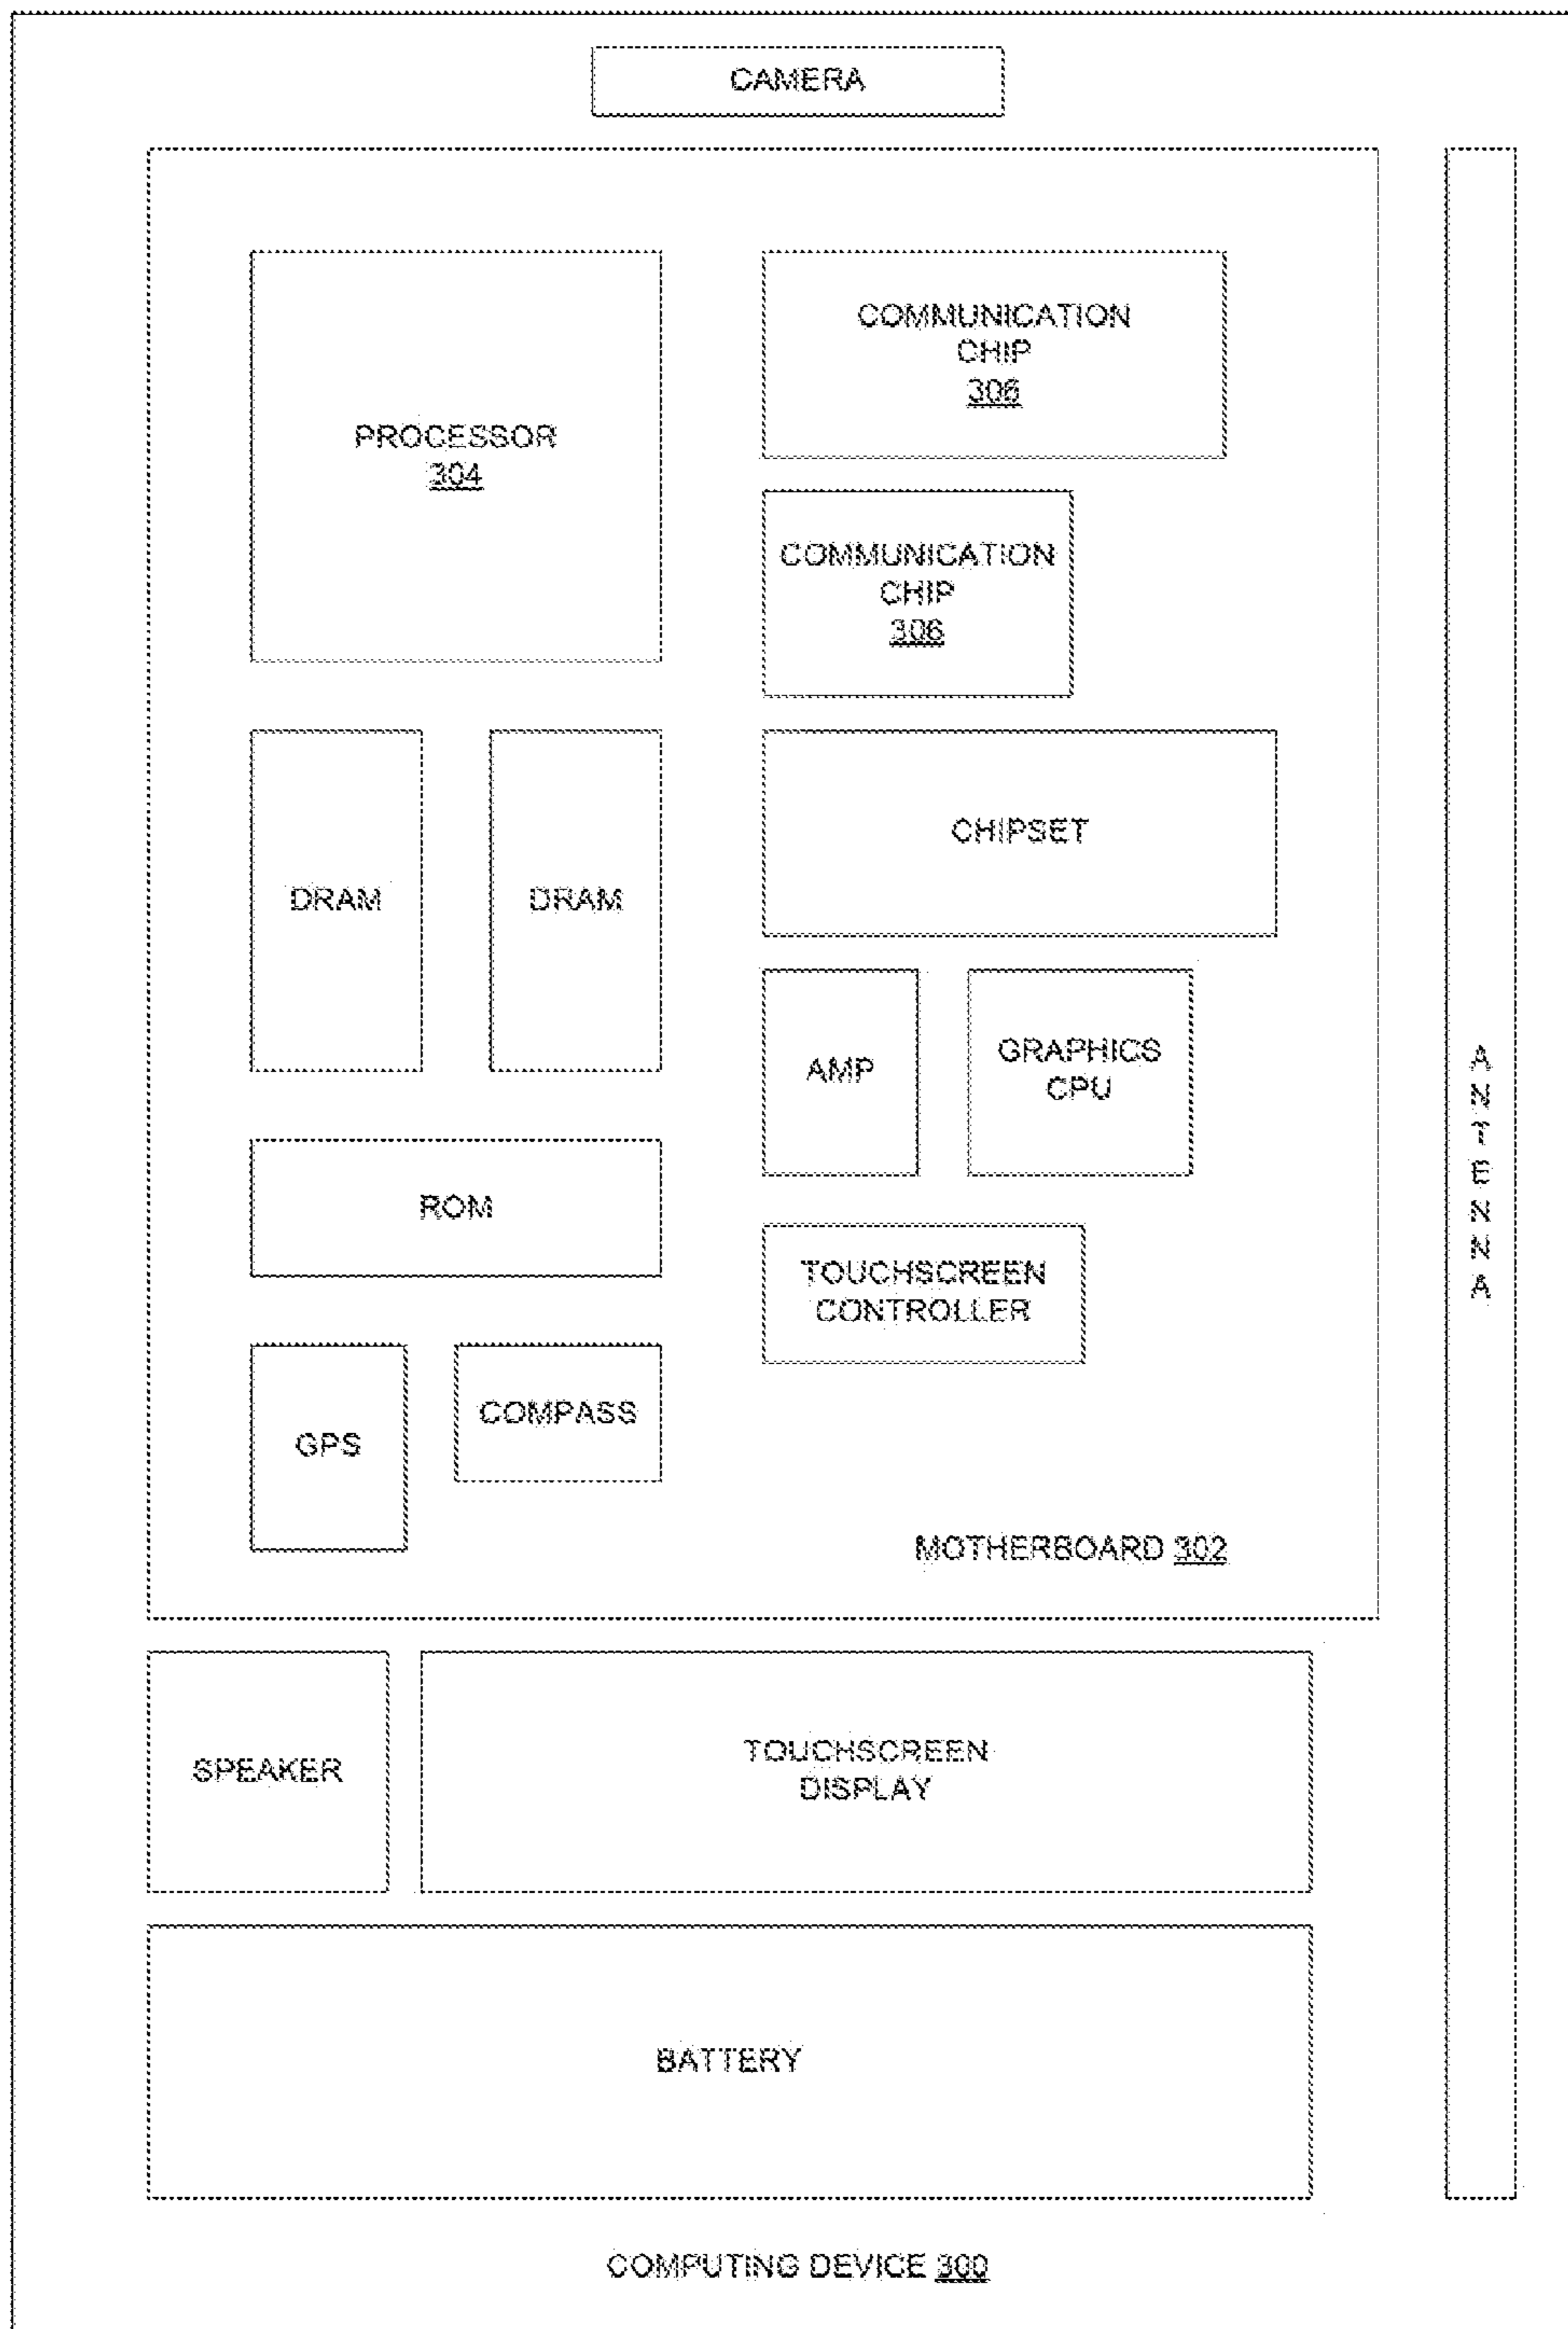 CAMERA
PROCESSOR
304
COMMUNICATION
CHIP
306
COMMUNICATION
CHIP
306
DRAM
DRAM
CHIPSET
AMP
GRAPHICS
CPU
ROM
TOUCHSCREEN
CONTROLLER
GPS
COMPASS
MOTHERBOARD 302
ANTENNA
SPEAKER
TOUCHSCREEN
DISPLAY
BATTERY
COMPUTING DEVICE 300